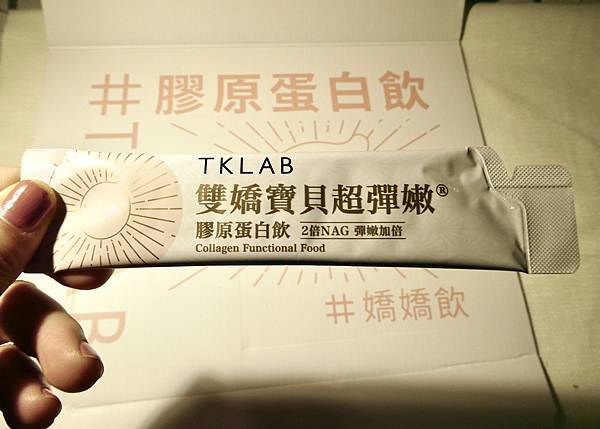 #膠原蛋白飲
TKLAB
雙嬌寶貝超彈嫩®
膠原蛋白飲 2倍NAG 彈嫩加倍
Collagen Functional Food
#嬌嬌飲